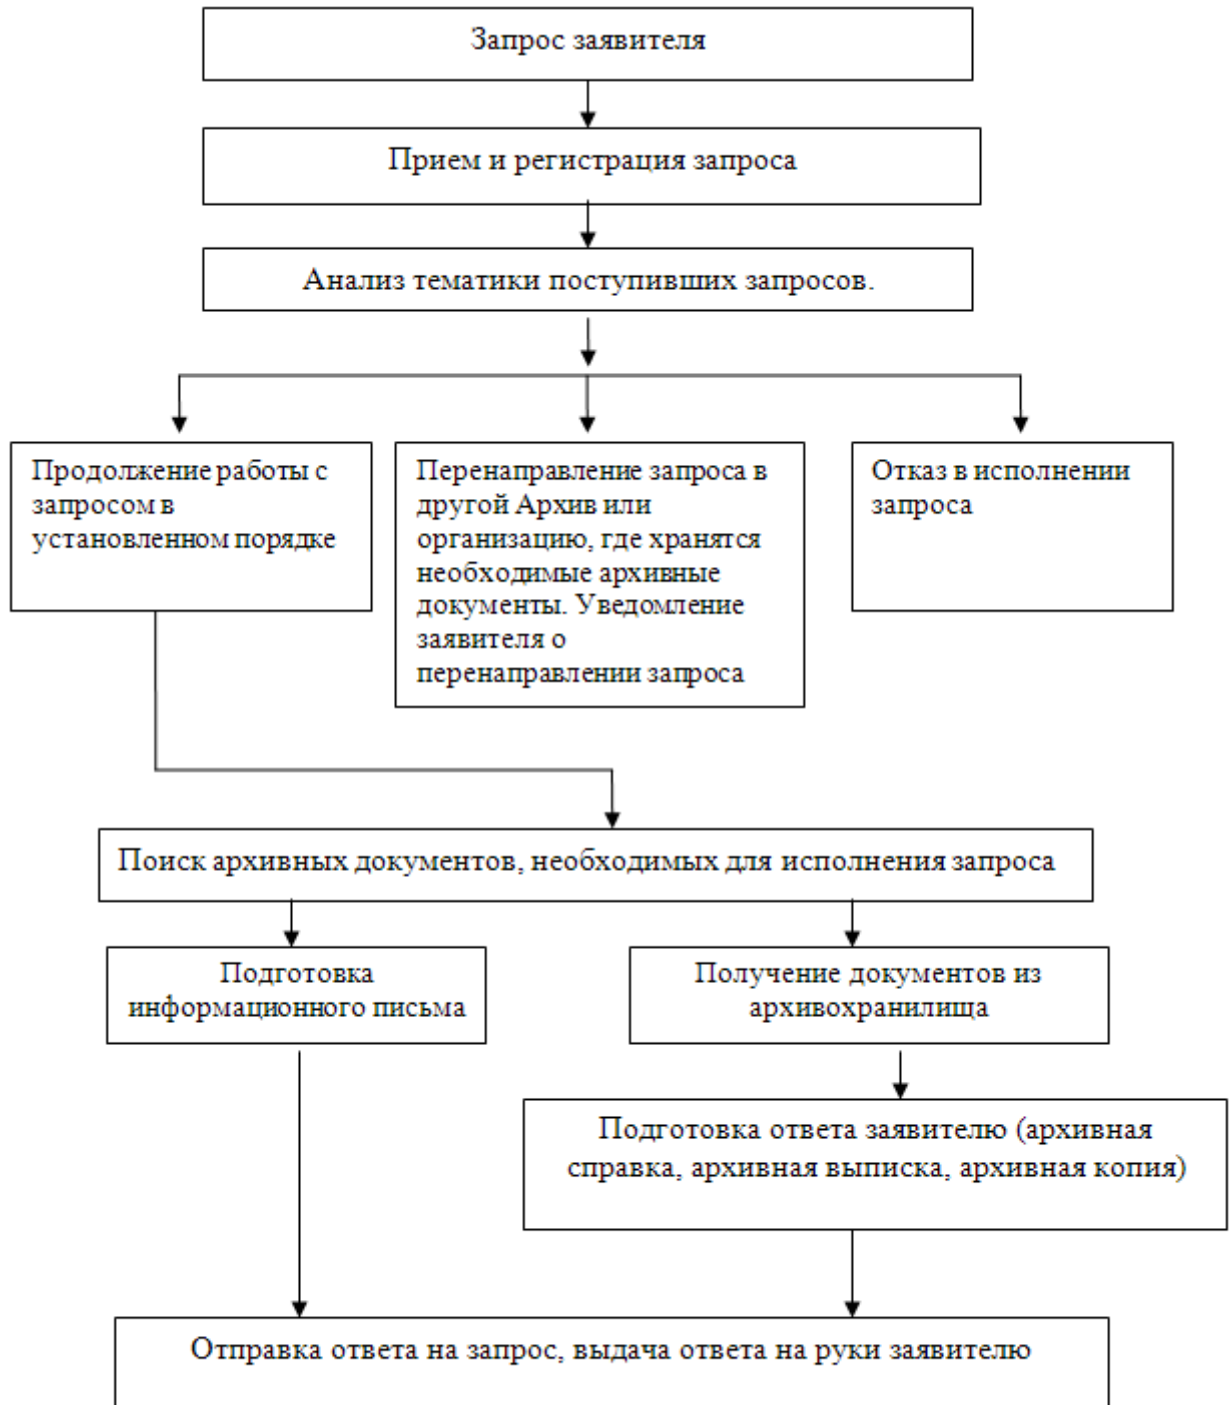 Запрос заявителя
Прием и регистрация запроса
Анализ тематики поступивших запросов.
Продолжение работы с
запросом в
установленном порядке
Перенаправление запроса в
другой Архив или
организацию, где хранятся
необходимые архивные
документы. Уведомление
заявителя о
перенаправлении запроса
Отказ в исполнении
запроса
Поиск архивных документов, необходимых для исполнения запроса
Подготовка
информационного письма
Получение документов из
архивохранилища
Подготовка ответа заявителю (архивная
справка, архивная выписка, архивная копия)
Отправка ответа на запрос, выдача ответа на руки заявителю